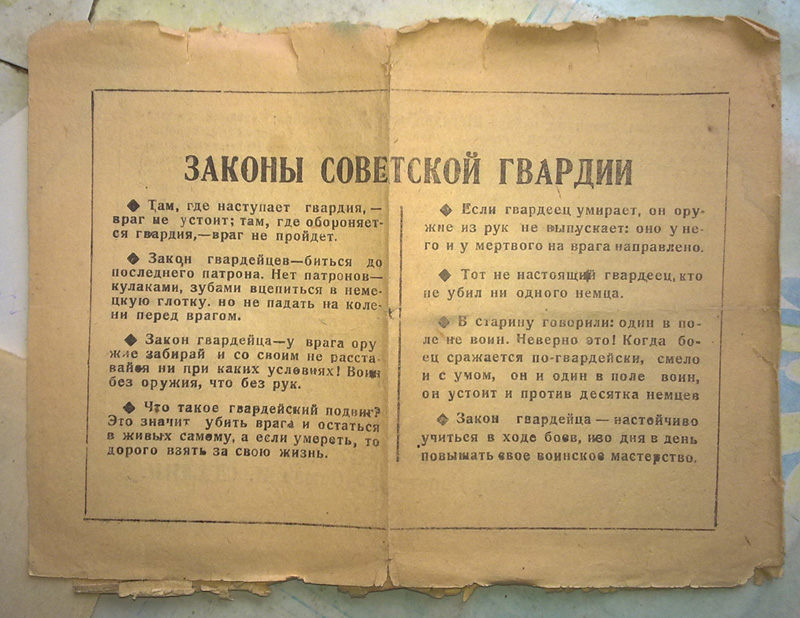 ЗАКОНЫ СОВЕТСКОЙ ГВАРДИИ
◆ Там, где наступает гвардия, —
враг не устоит; там, где обороняет-
ся гвардия,—враг не пройдет.
◆ Закон гвардейцев—биться до
последнего патрона. Нет патронов—
кулаками, зубами вцепиться в неме-
цкую глотку. но не падать на коле-
ни перед врагом.
◆ Закон гвардейца—у врага ору
жие забирай и со своим не расста-
вайся ни при каких условиях! Воин
без оружия, что без рук.
◆ Что такое гвардейский подвиг?
Это значит убить врага и остаться
в живых самому, а если умереть, то
дорого взять за свою жизнь.
◆ Если гвардеец умирает, он ору-
жие из рук не выпускает: оно у не-
го и у мертвого на врага направлено.
◆ Тот не настоящий гвардеец, кто
не убил ни одного немца.
◆ В старину говорили: один в по-
ле не воин. Неверно это! Когда бо-
ец сражается по-гвардейски, смело
и с умом, он и один в поле воин,
он устоит и против десятка немцев
◆ Закон гвардейца — настойчиво
учиться в ходе боев, изо дня в день
повышать свое воинское мастерство.